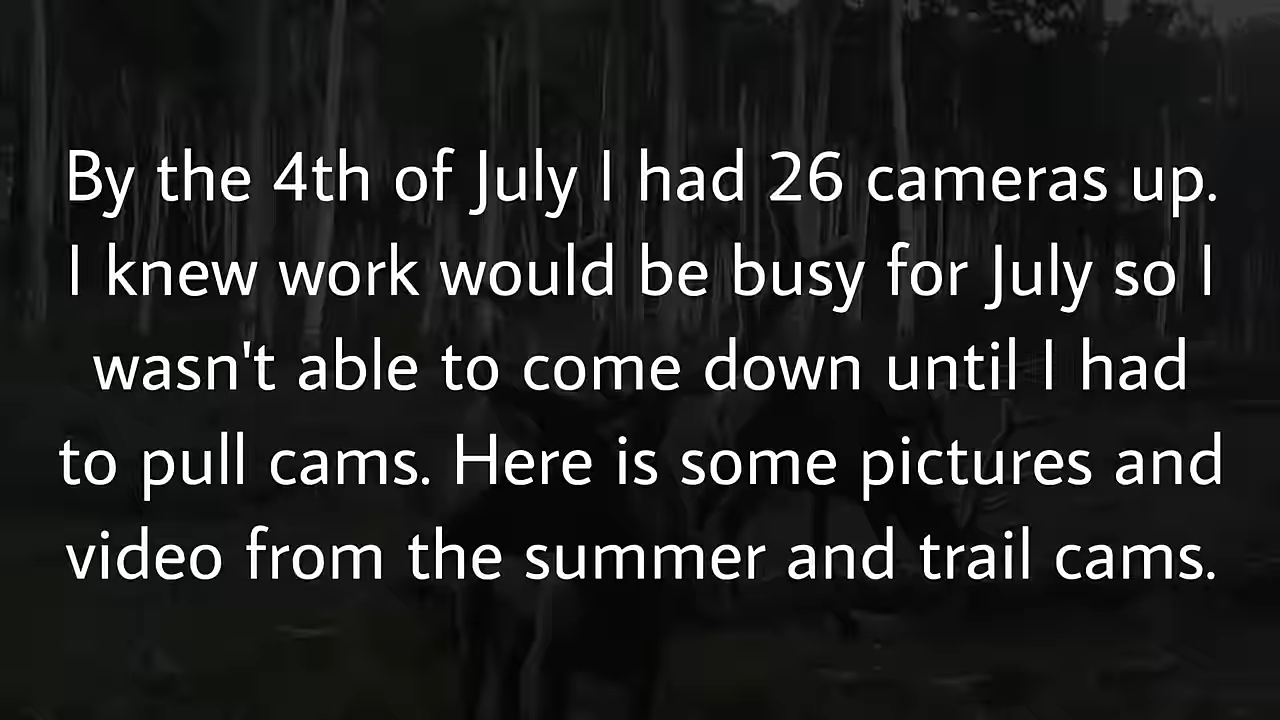 By the 4th of July I had 26 cameras up.
I knew work would be busy for July so I
wasn't able to come down until I had
to pull cams. Here is some pictures and
video from the summer and trail cams.